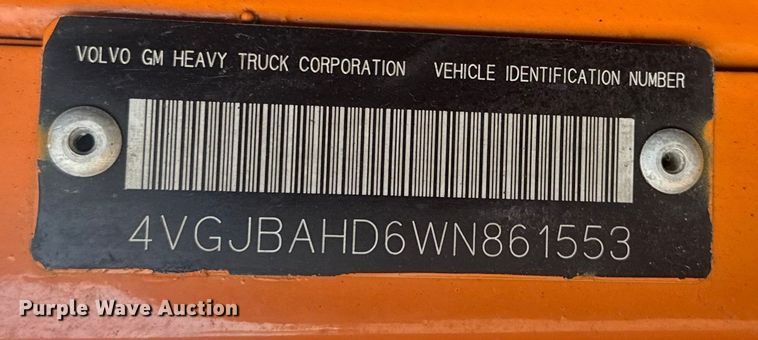 VOLVO GM HEAVY TRUCK CORPORATION VEHICLE IDENTIFICATION NUMBER
4VGJBAHD6WN861553
Purple Wave Auction